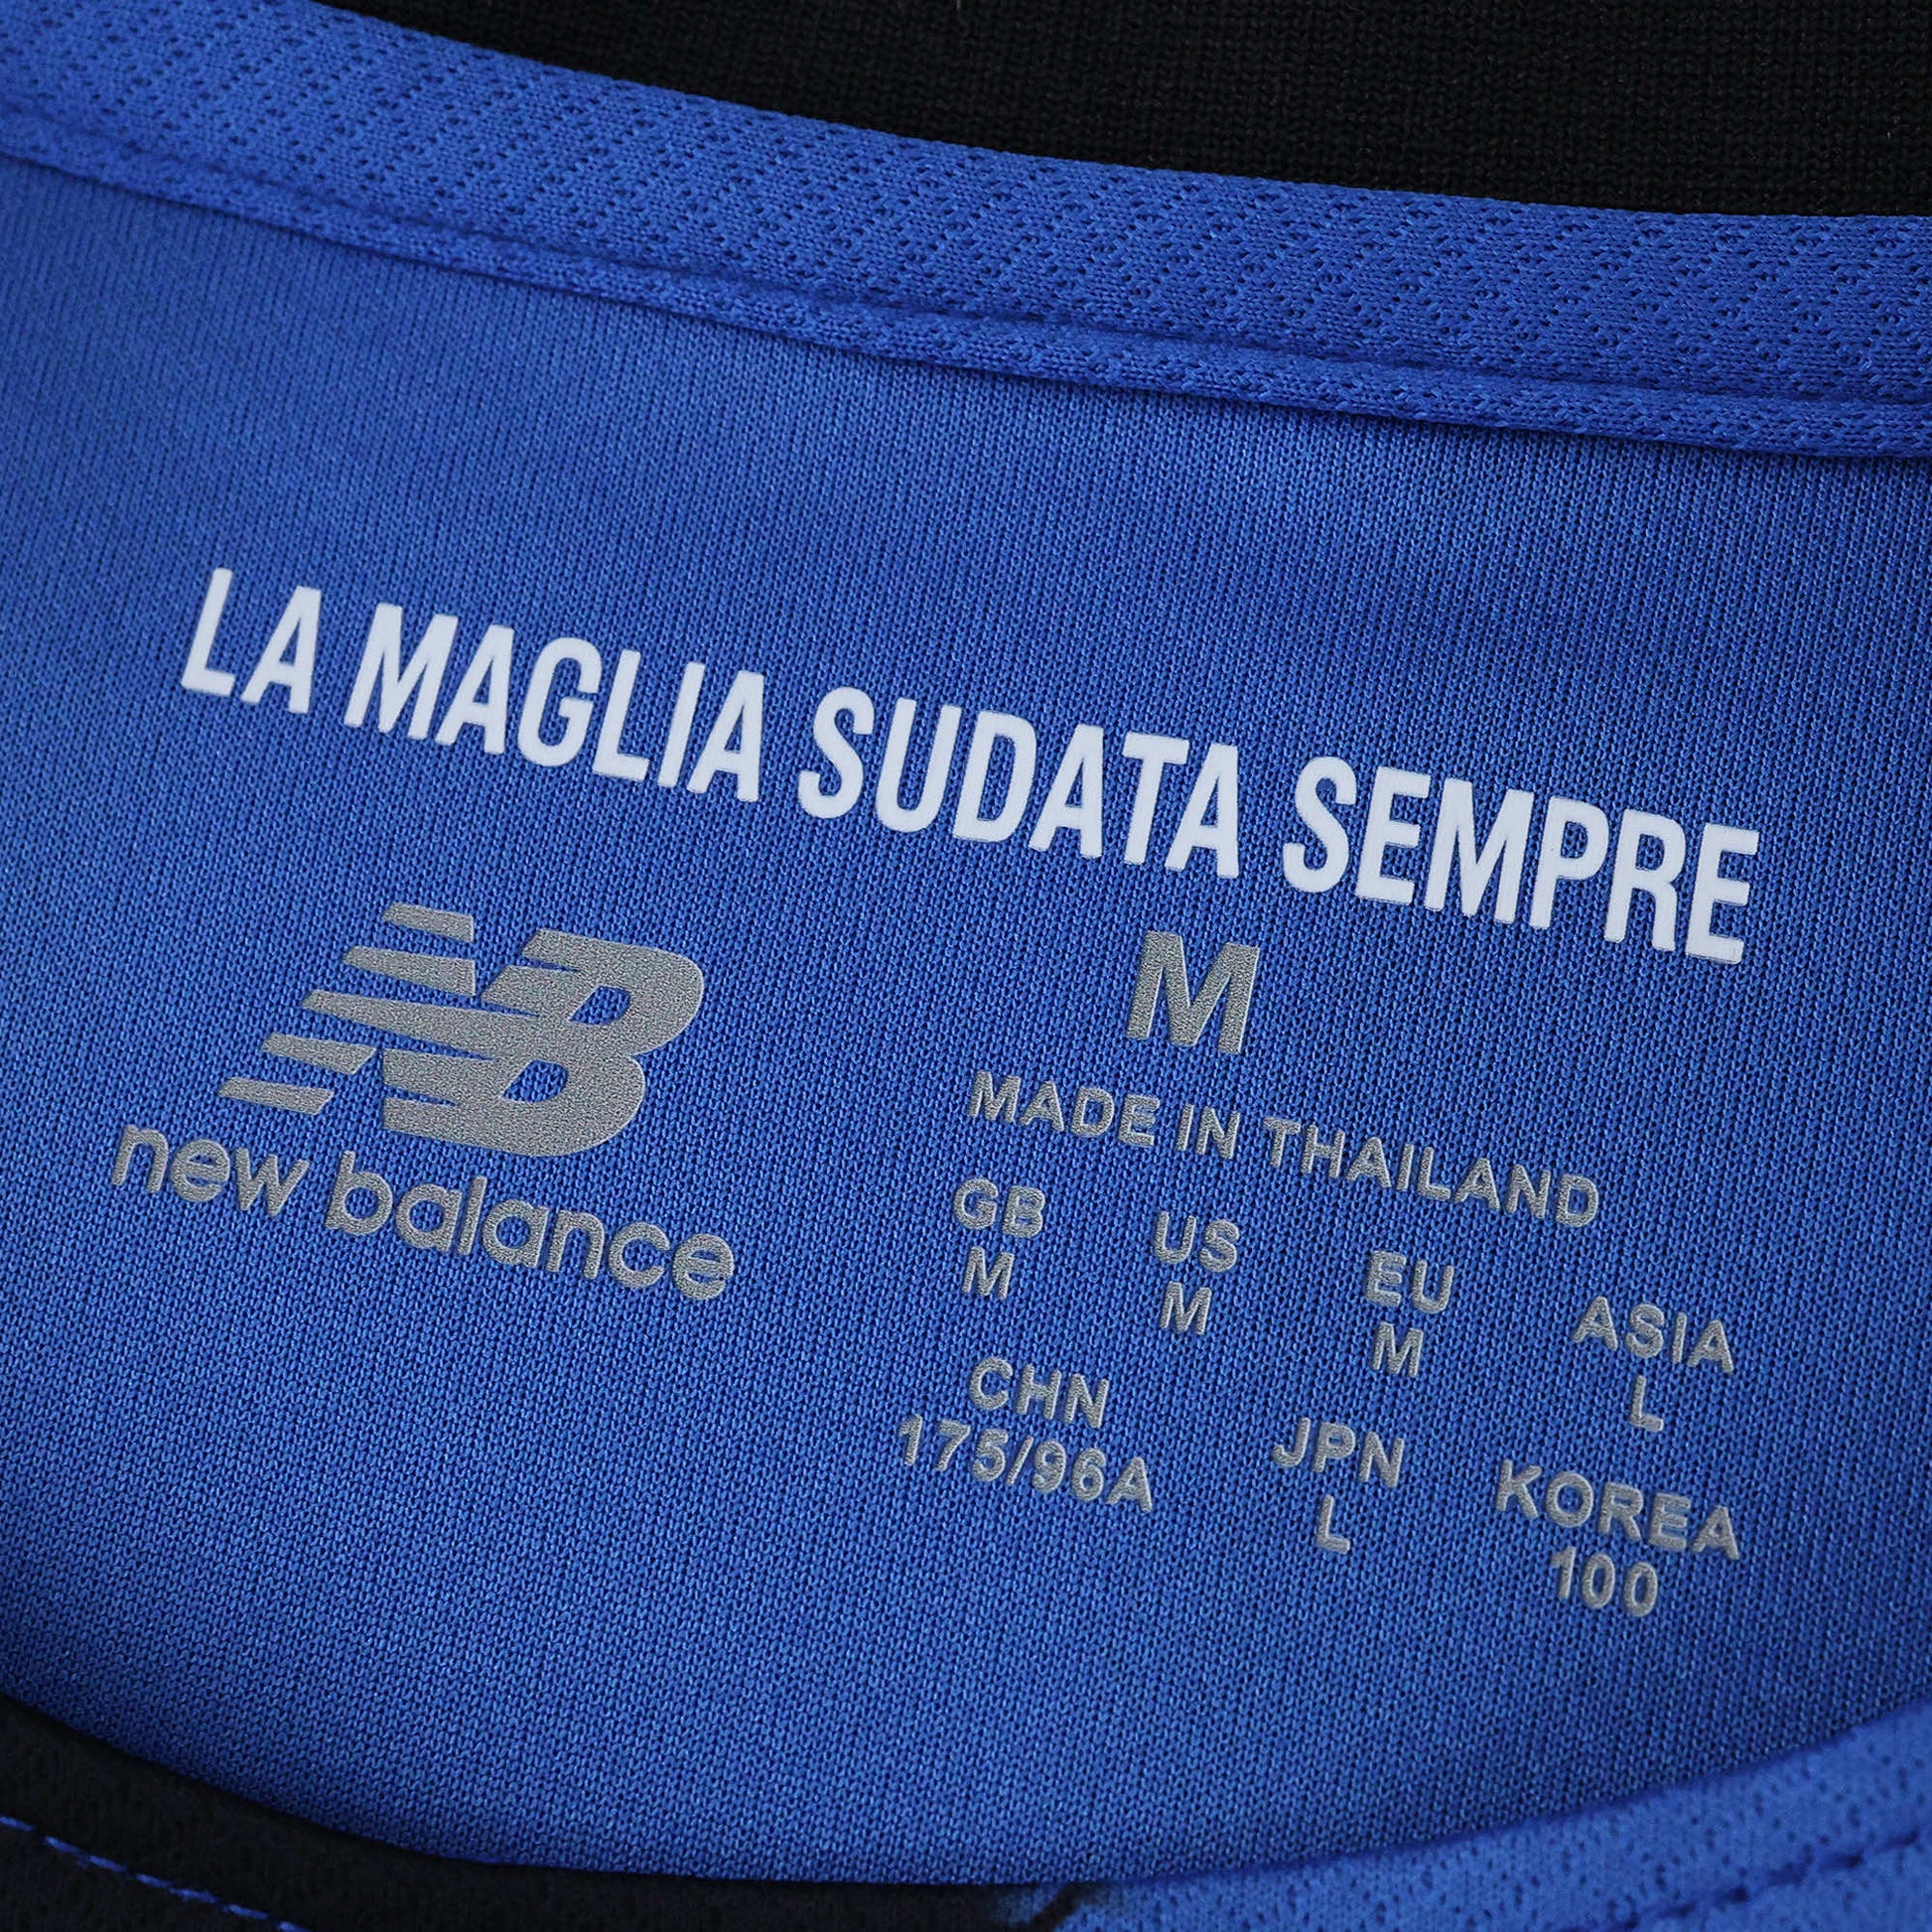 LA MAGLIA SUDATA SEMPRE
NB
new balance
M
MADE IN THAILAND
GB US EU ASIA
M M M L
CHN JPN KOREA
175/96A L 100